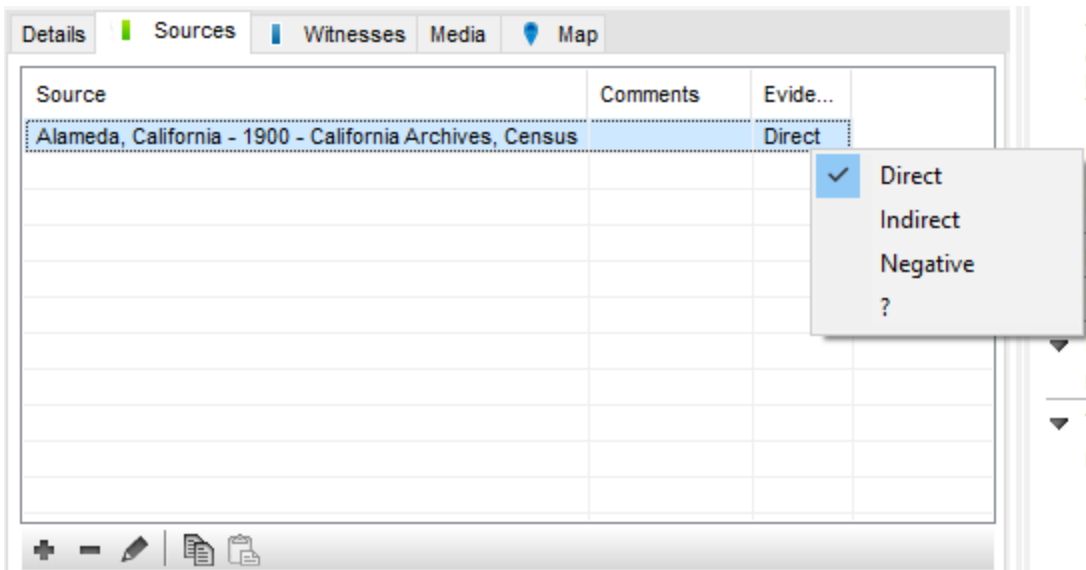 Details Sources Witnesses Media Map
Source Comments Evide...
Alameda, California - 1900 - California Archives, Census Direct
Direct
Indirect
Negative
?